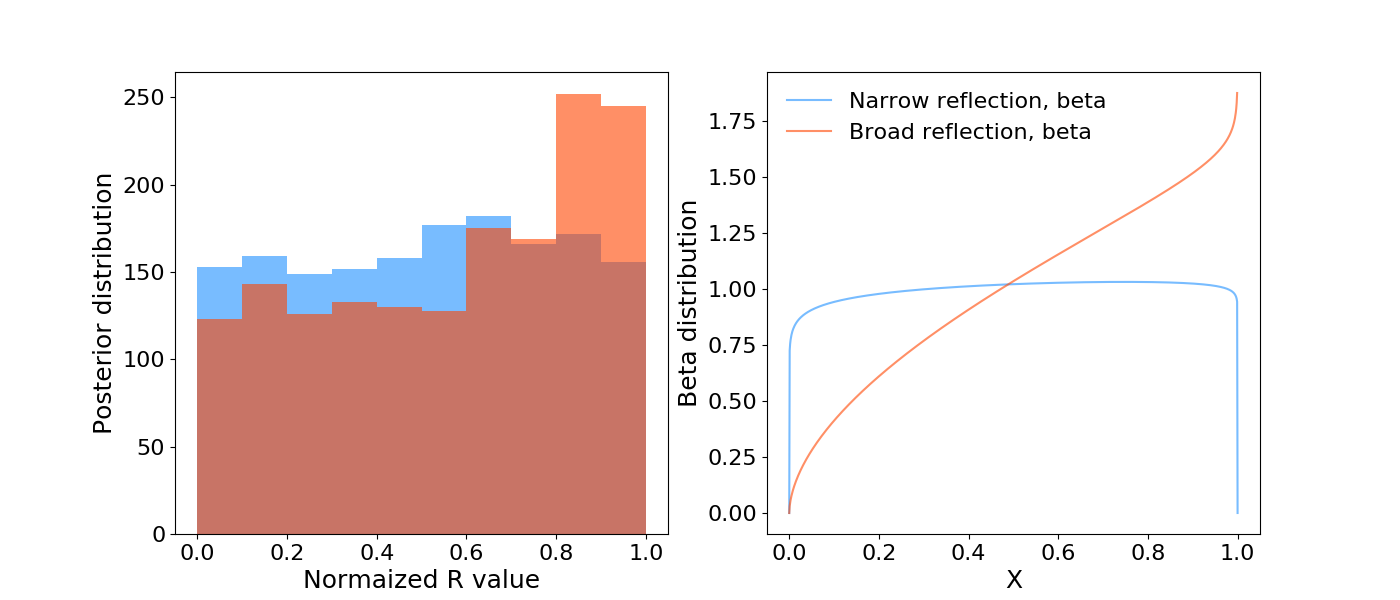 Posterior distribution
250
200
150
100
50
0
0.0 0.2 0.4 0.6 0.8 1.0
Normaized R value
Beta distribution
1.75
1.50
1.25
1.00
0.75
0.50
0.25
0.00
Narrow reflection, beta
Broad reflection, beta
0.0 0.2 0.4 0.6 0.8 1.0
X